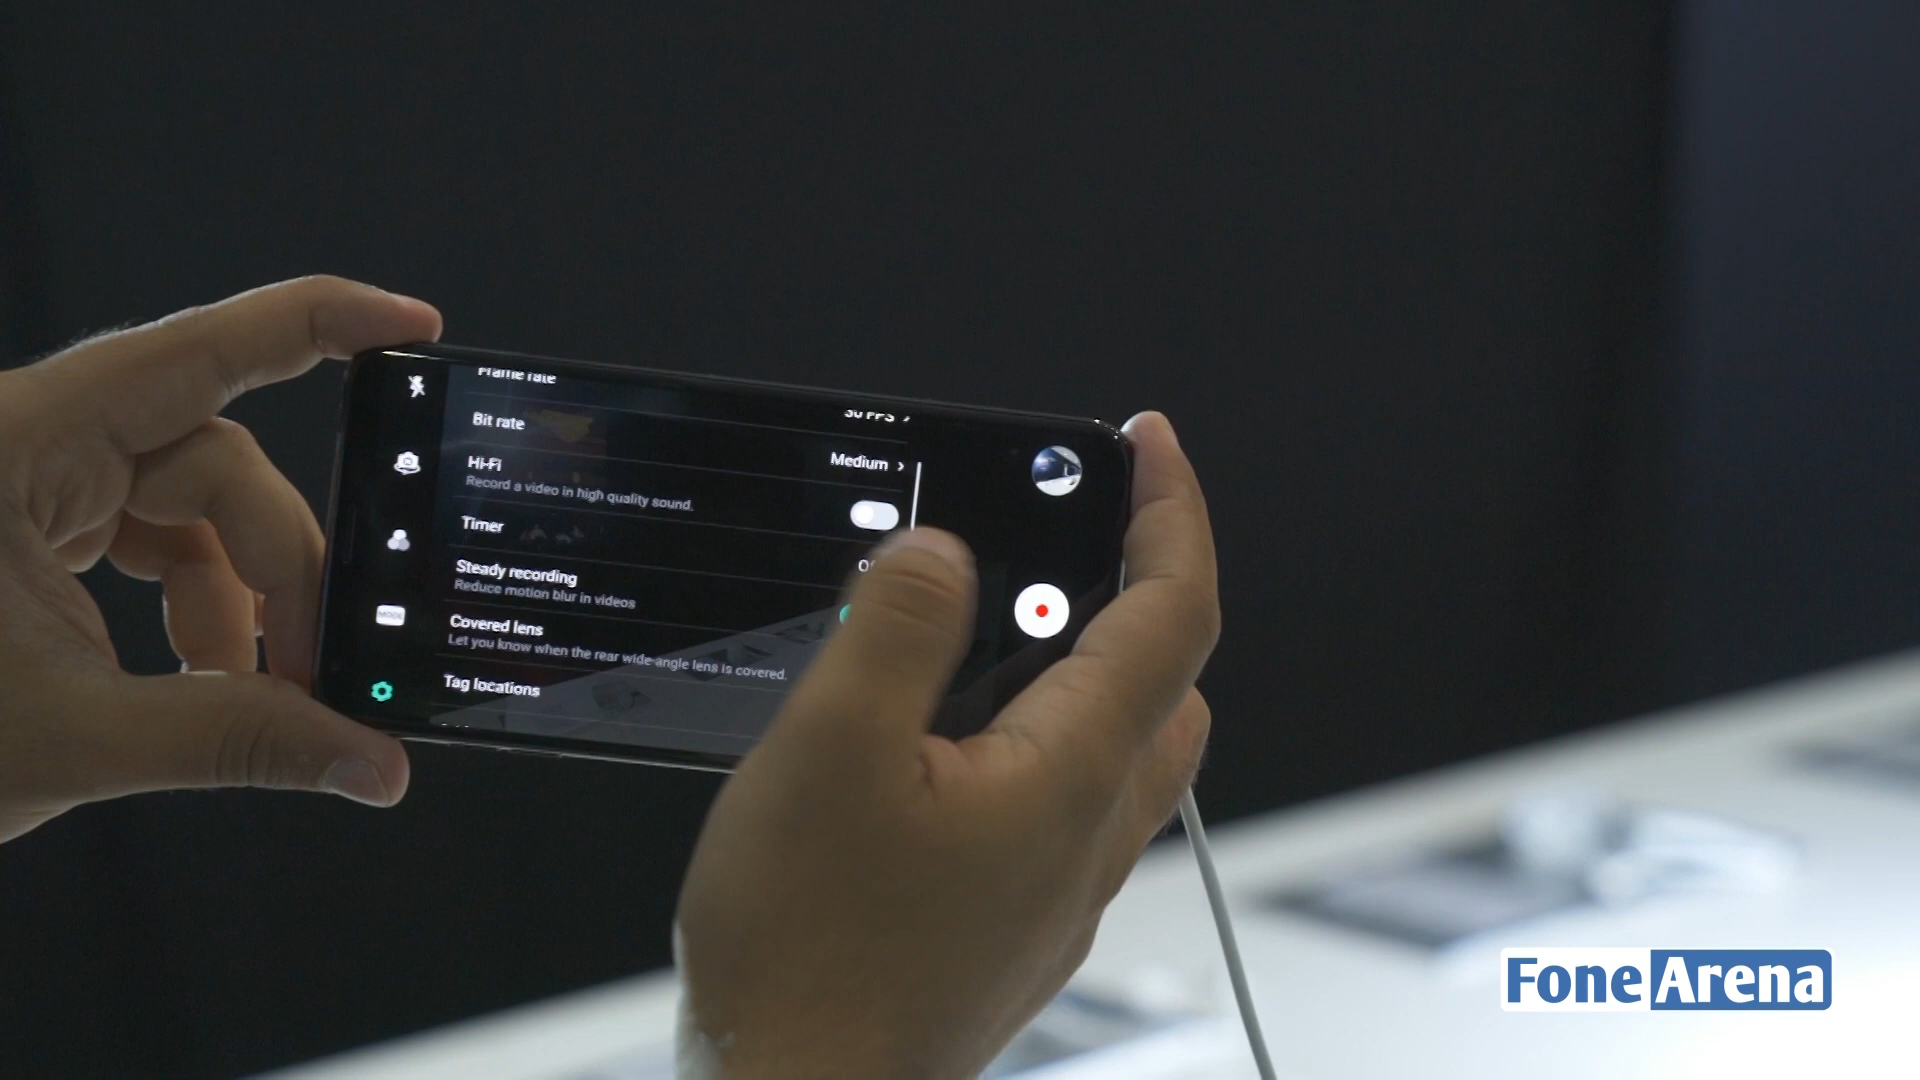 Frame rate
30 FPS
Bit rate
Medium
Hi-Fi
Record a video in high quality sound.
Timer
Steady recording
Reduce motion blur in videos
Covered lens
Let you know when the rear wide-angle lens is covered.
Tag locations
MODE
FoneArena